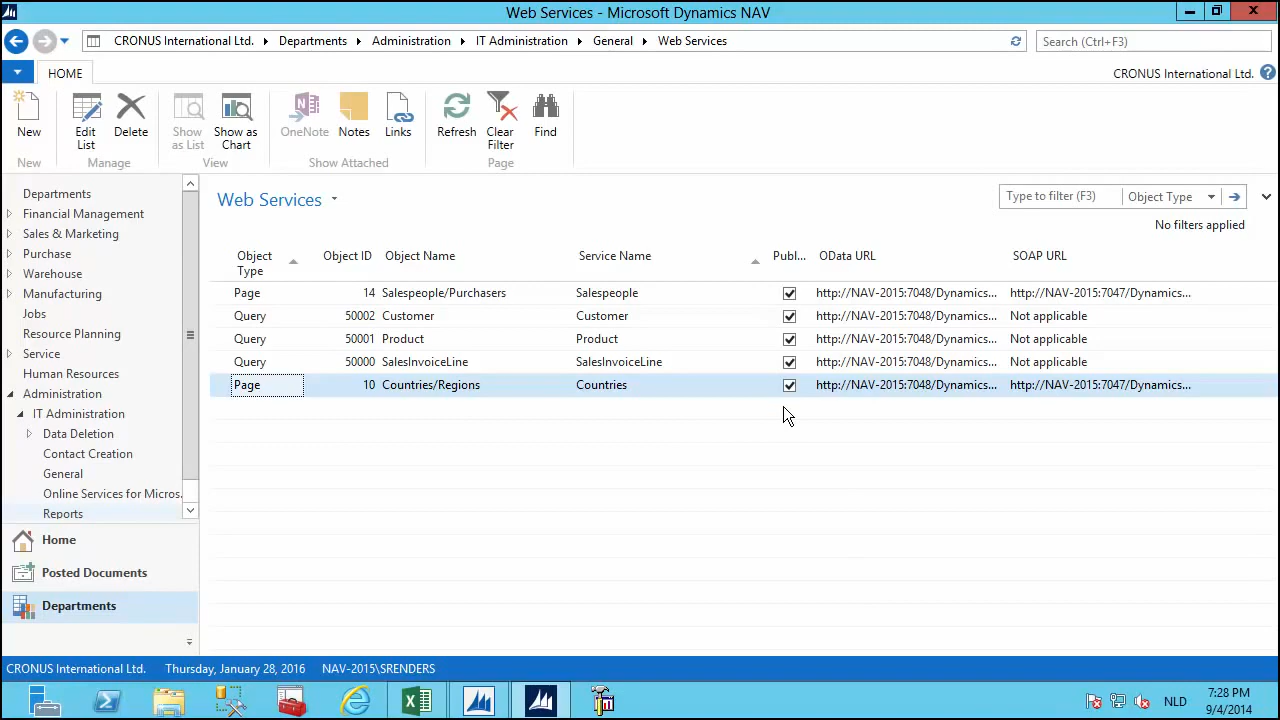 Web Services - Microsoft Dynamics NAV
CRONUS International Ltd. Departments Administration IT Administration General Web Services
Search (Ctrl+F3)
HOME
CRONUS International Ltd.
New Edit List Delete Show as List Show as Chart OneNote Notes Links Refresh Clear Filter Find
New Manage View Show Attached Page
Departments
Financial Management
Sales & Marketing
Purchase
Warehouse
Manufacturing
Jobs
Resource Planning
Service
Human Resources
Administration
IT Administration
Data Deletion
Contact Creation
General
Online Services for Micros...
Reports
Home
Posted Documents
Departments
Web Services
Type to filter (F3) Object Type
No filters applied
Object Type Object ID Object Name Service Name Publ... OData URL SOAP URL
Page 14 Salespeople/Purchasers Salespeople http://NAV-2015:7048/Dynamics... http://NAV-2015:7047/Dynamics...
Query 50002 Customer Customer http://NAV-2015:7048/Dynamics... Not applicable
Query 50001 Product Product http://NAV-2015:7048/Dynamics... Not applicable
Query 50000 SalesInvoiceLine SalesInvoiceLine http://NAV-2015:7048/Dynamics... Not applicable
Page 10 Countries/Regions Countries http://NAV-2015:7048/Dynamics... http://NAV-2015:7047/Dynamics...
CRONUS International Ltd. Thursday, January 28, 2016 NAV-2015\SRENDERS
NLD
7:28 PM
9/4/2014